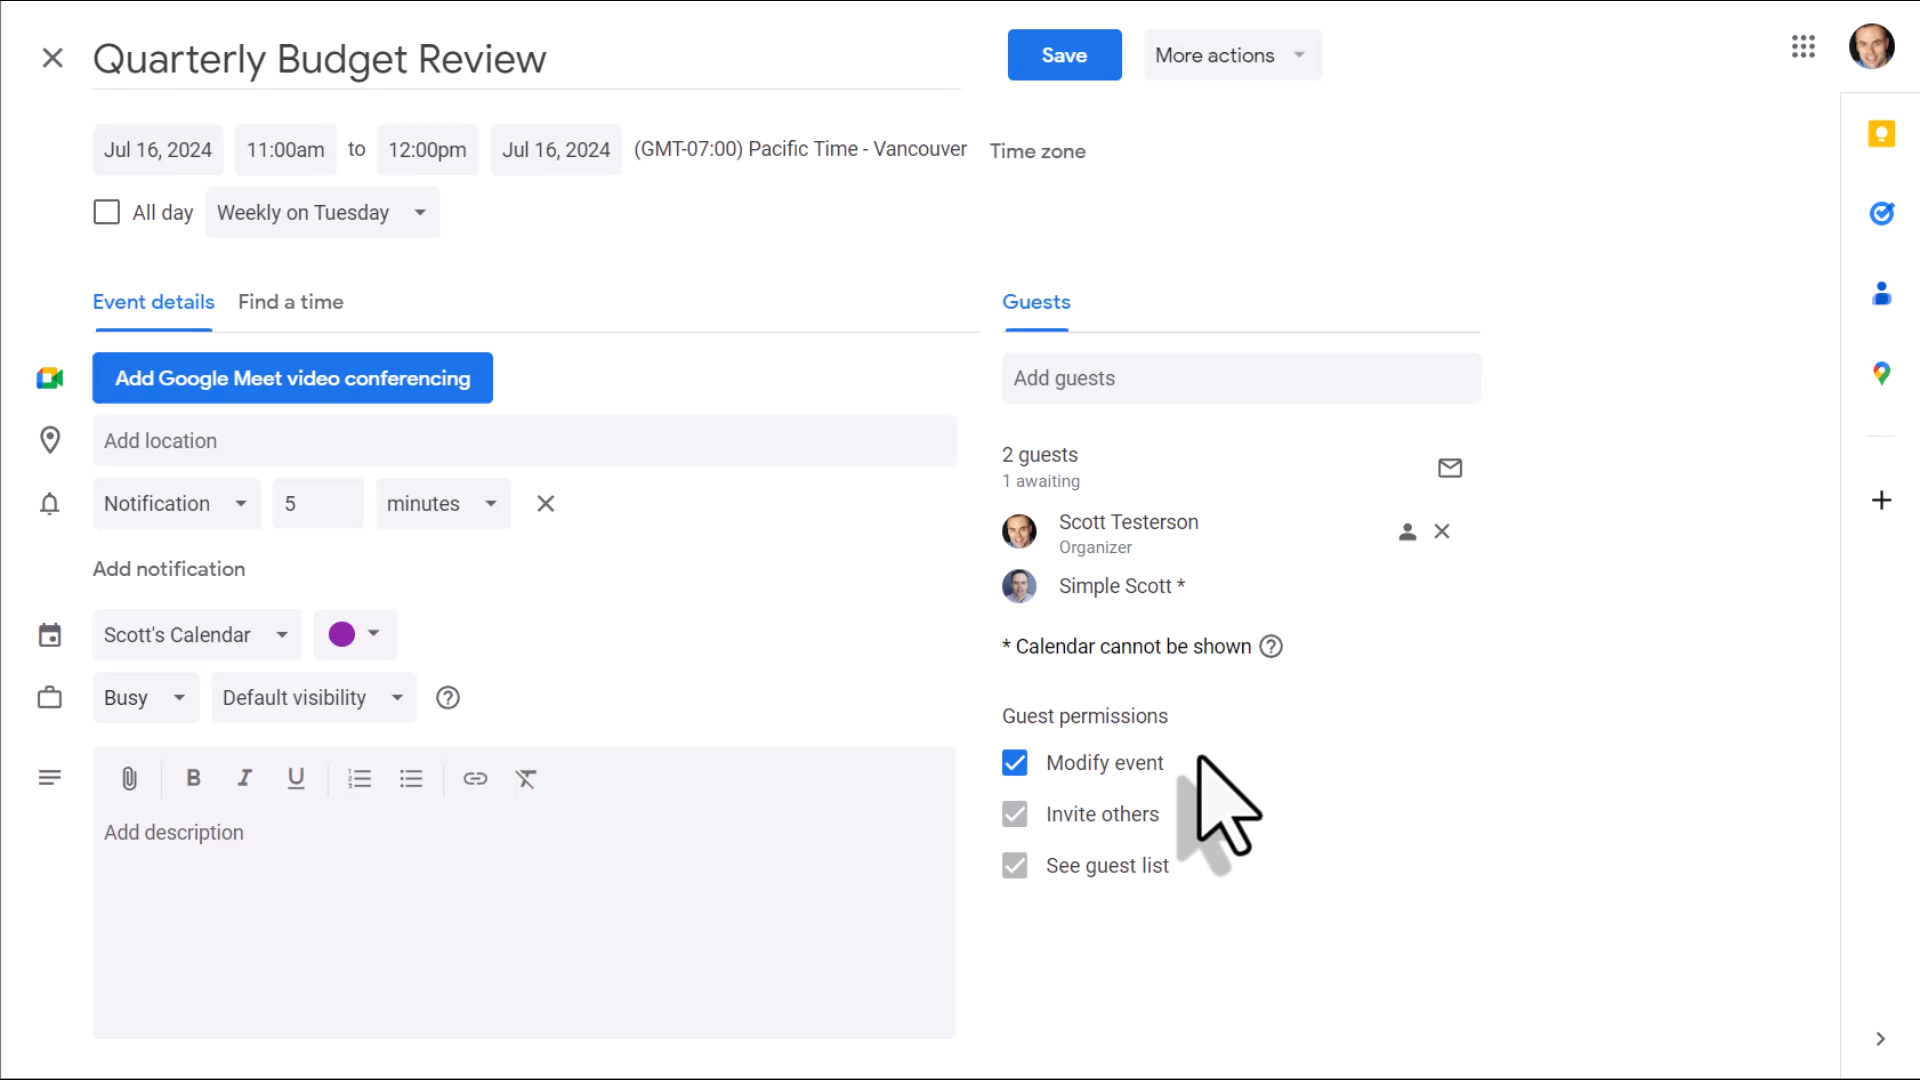 Quarterly Budget Review
Save
More actions
Jul 16, 2024 11:00am to 12:00pm Jul 16, 2024 (GMT-07:00) Pacific Time - Vancouver Time zone
All day Weekly on Tuesday
Event details Find a time
Guests
Add Google Meet video conferencing
Add location
Notification 5 minutes
Add notification
Scott's Calendar
Busy Default visibility
B I U
Add description
Add guests
2 guests
1 awaiting
Scott Testerson
Organizer
Simple Scott *
* Calendar cannot be shown
Guest permissions
Modify event
Invite others
See guest list